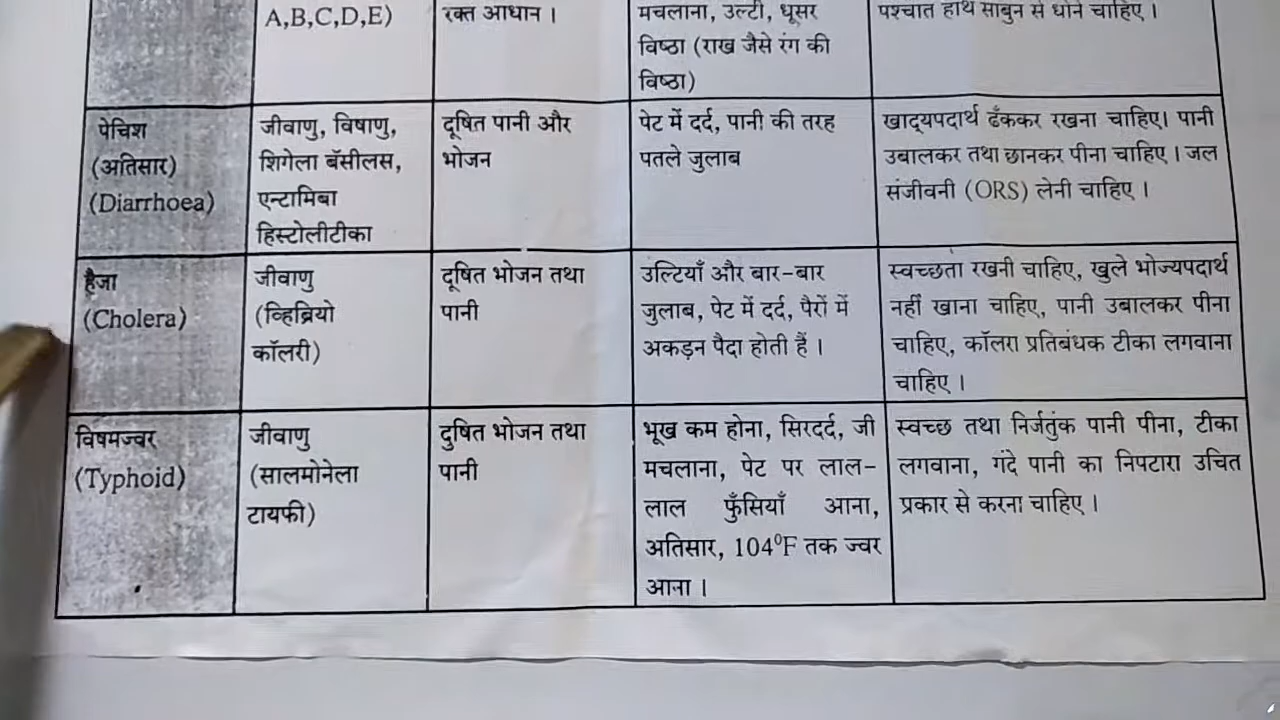 A,B,C,D,E)
रक्त आधान ।
मचलाना, उल्टी, धूसर
विष्ठा (राख जैसे रंग की
विष्ठा)
पश्चात हाथ साबुन से धोने चाहिए ।
पेचिश
(अतिसार)
(Diarrhoea)
जीवाणु, विषाणु,
शिगेला बॅसीलस,
एन्टामिबा
हिस्टोलीटीका
दूषित पानी और
भोजन
पेट में दर्द, पानी की तरह
पतले जुलाब
खाद्यपदार्थ ढँककर रखना चाहिए। पानी
उबालकर तथा छानकर पीना चाहिए । जल
संजीवनी (ORS) लेनी चाहिए ।
हैजा
(Cholera)
जीवाणु
(व्हिब्रियो
कॉलरी)
दूषित भोजन तथा
पानी
उल्टियाँ और बार-बार
जुलाब, पेट में दर्द, पैरों में
अकड़न पैदा होती हैं ।
स्वच्छता रखनी चाहिए, खुले भोज्यपदार्थ
नहीं खाना चाहिए, पानी उबालकर पीना
चाहिए, कॉलरा प्रतिबंधक टीका लगवाना
चाहिए ।
विषमज्वर
(Typhoid)
जीवाणु
(सालमोनेला
टायफी)
दुषित भोजन तथा
पानी
भूख कम होना, सिरदर्द, जी
मचलाना, पेट पर लाल-
लाल फुँसियाँ आना,
अतिसार, 104⁰F तक ज्वर
आना ।
स्वच्छ तथा निर्जतुंक पानी पीना, टीका
लगवाना, गंदे पानी का निपटारा उचित
प्रकार से करना चाहिए ।